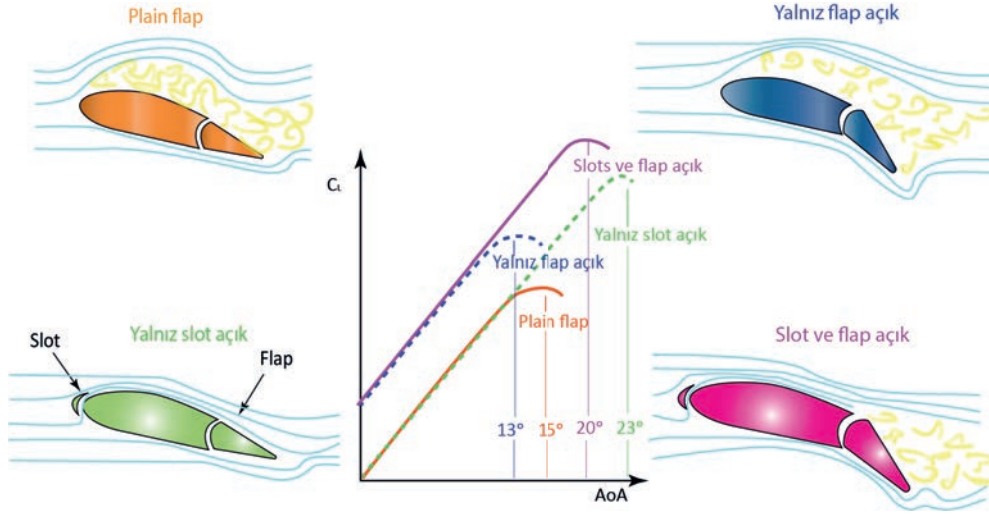 Plain flap
Yalnız flap açık
Cʟ
Slots ve flap açık
Yalnız slot açık
Yalnız flap açık
Plain flap
Yalnız slot açık
Slot
Flap
Slot ve flap açık
13° 15° 20° 23°
AoA